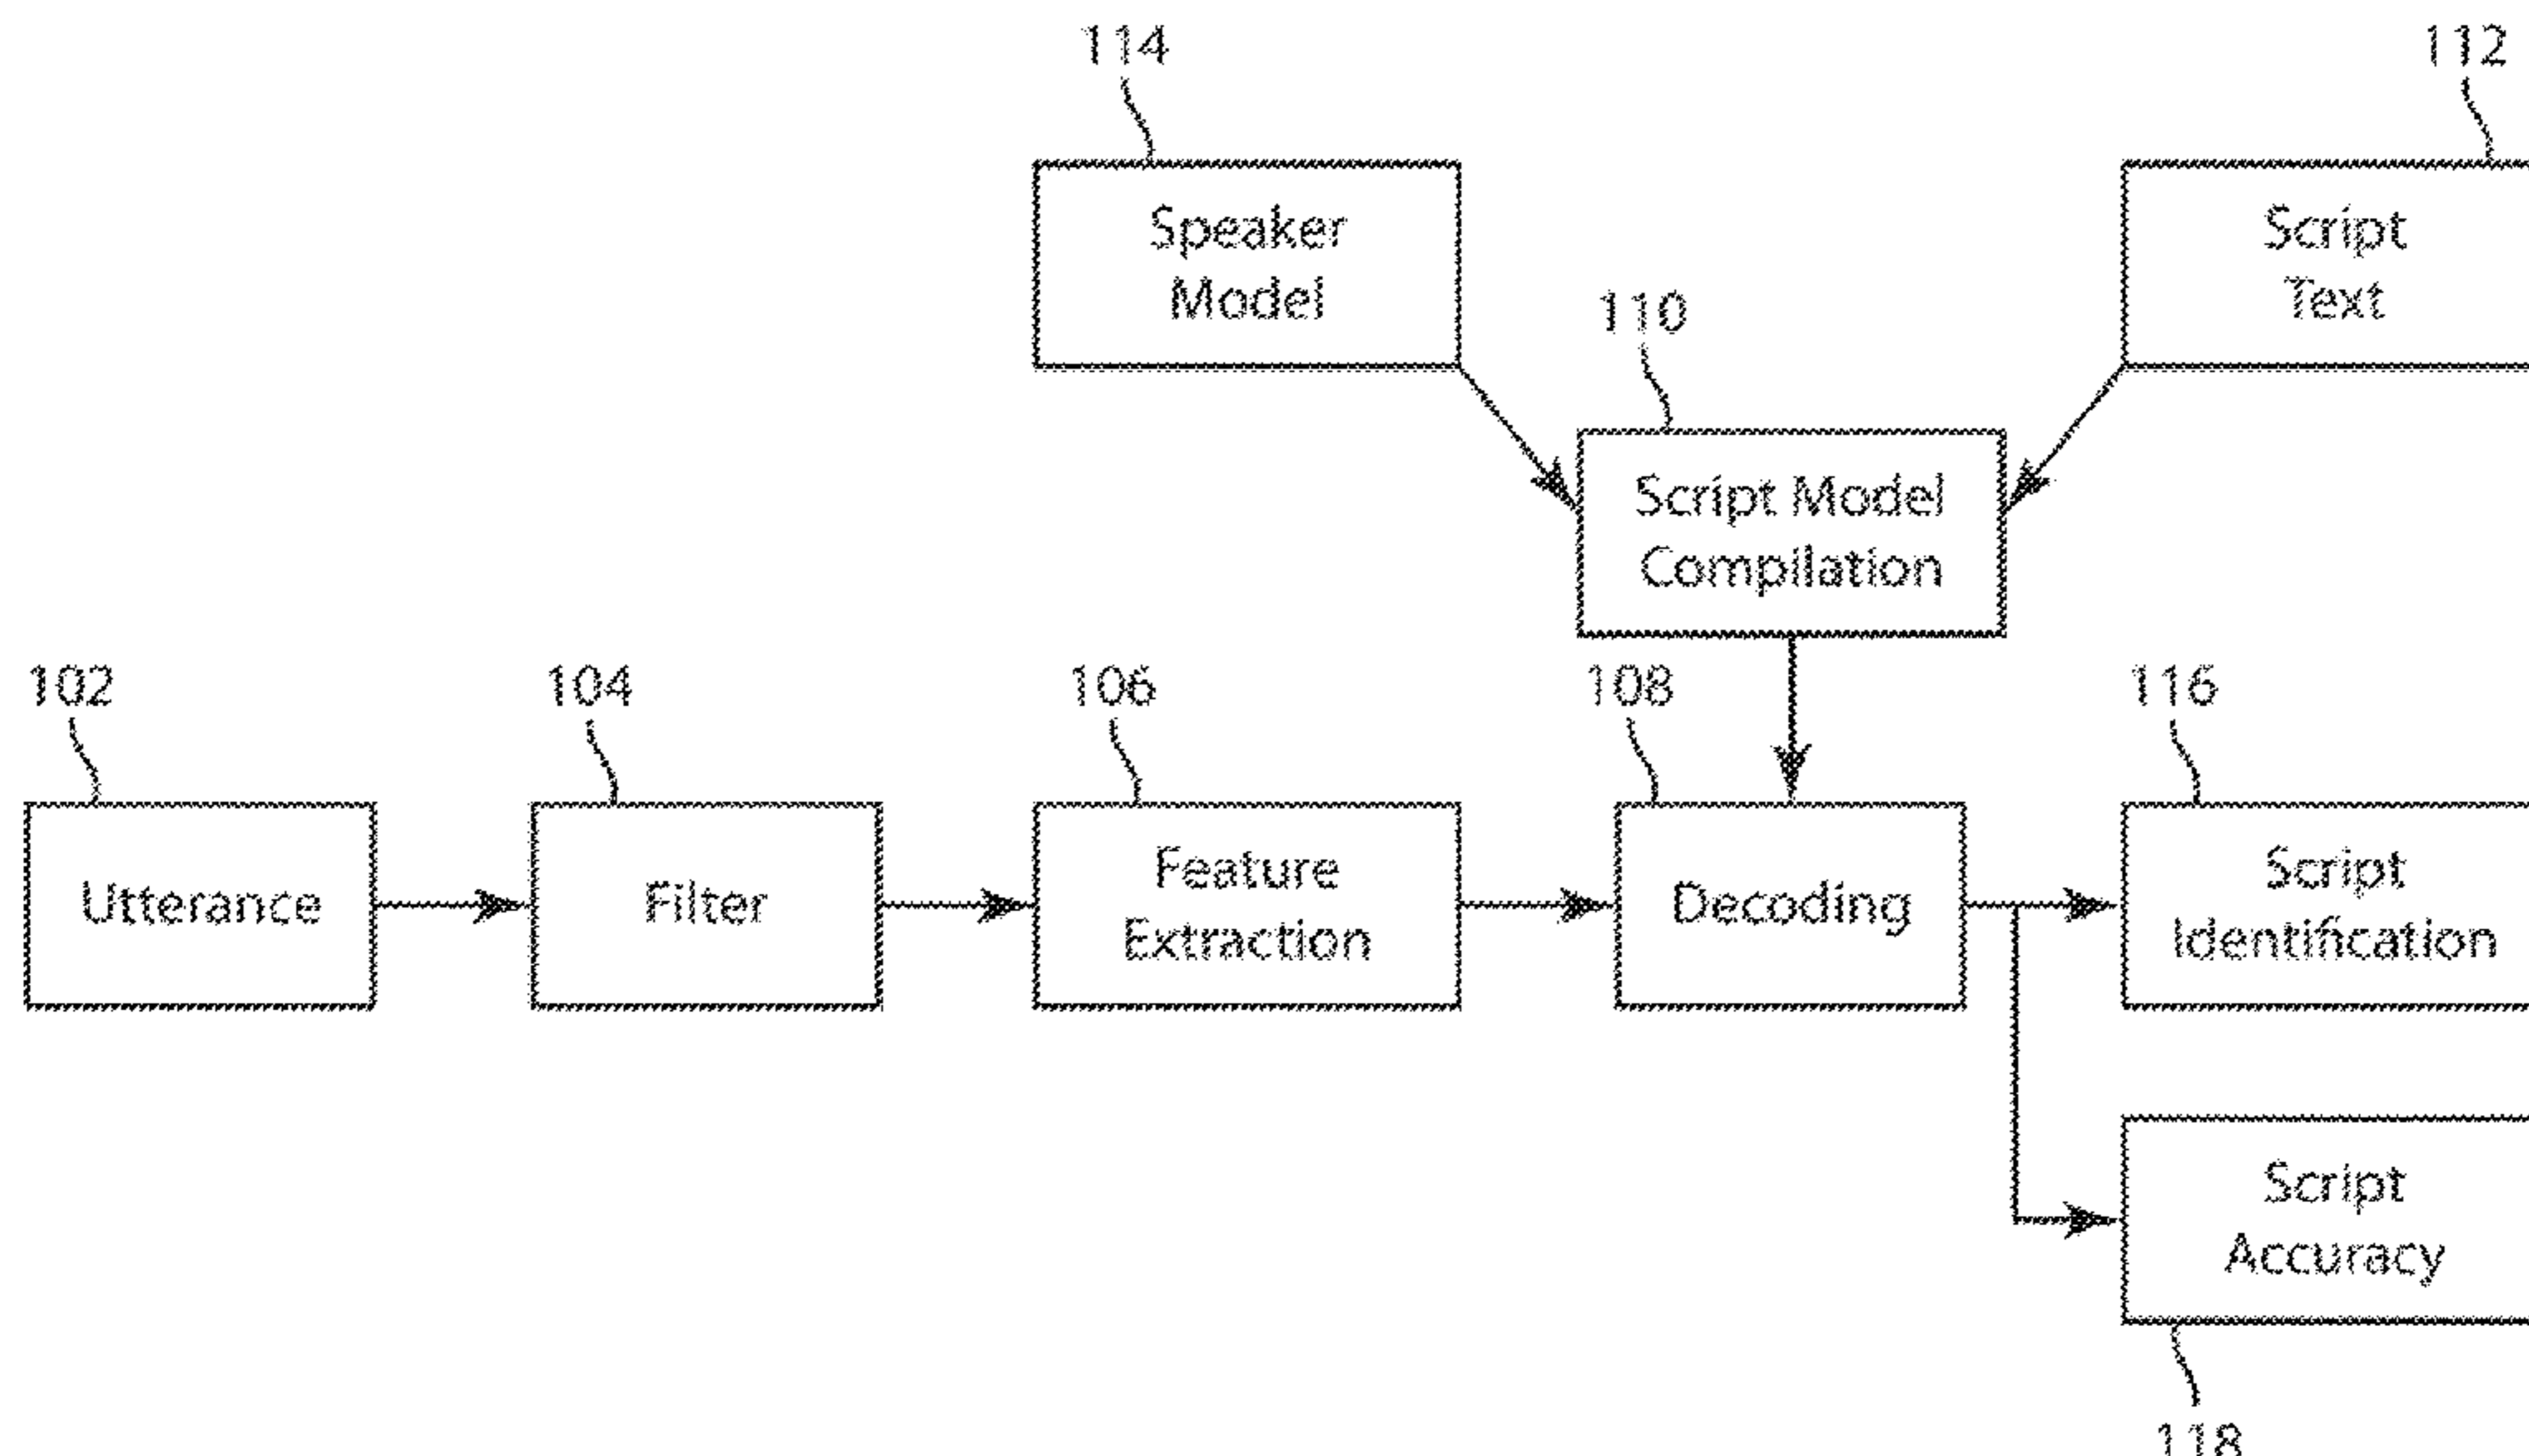 114
112
Speaker
Model
Script
Text
110
Script Model
Compilation
102
104
106
108
116
Utterance
Filter
Feature
Extraction
Decoding
Script
Identification
Script
Accuracy
118